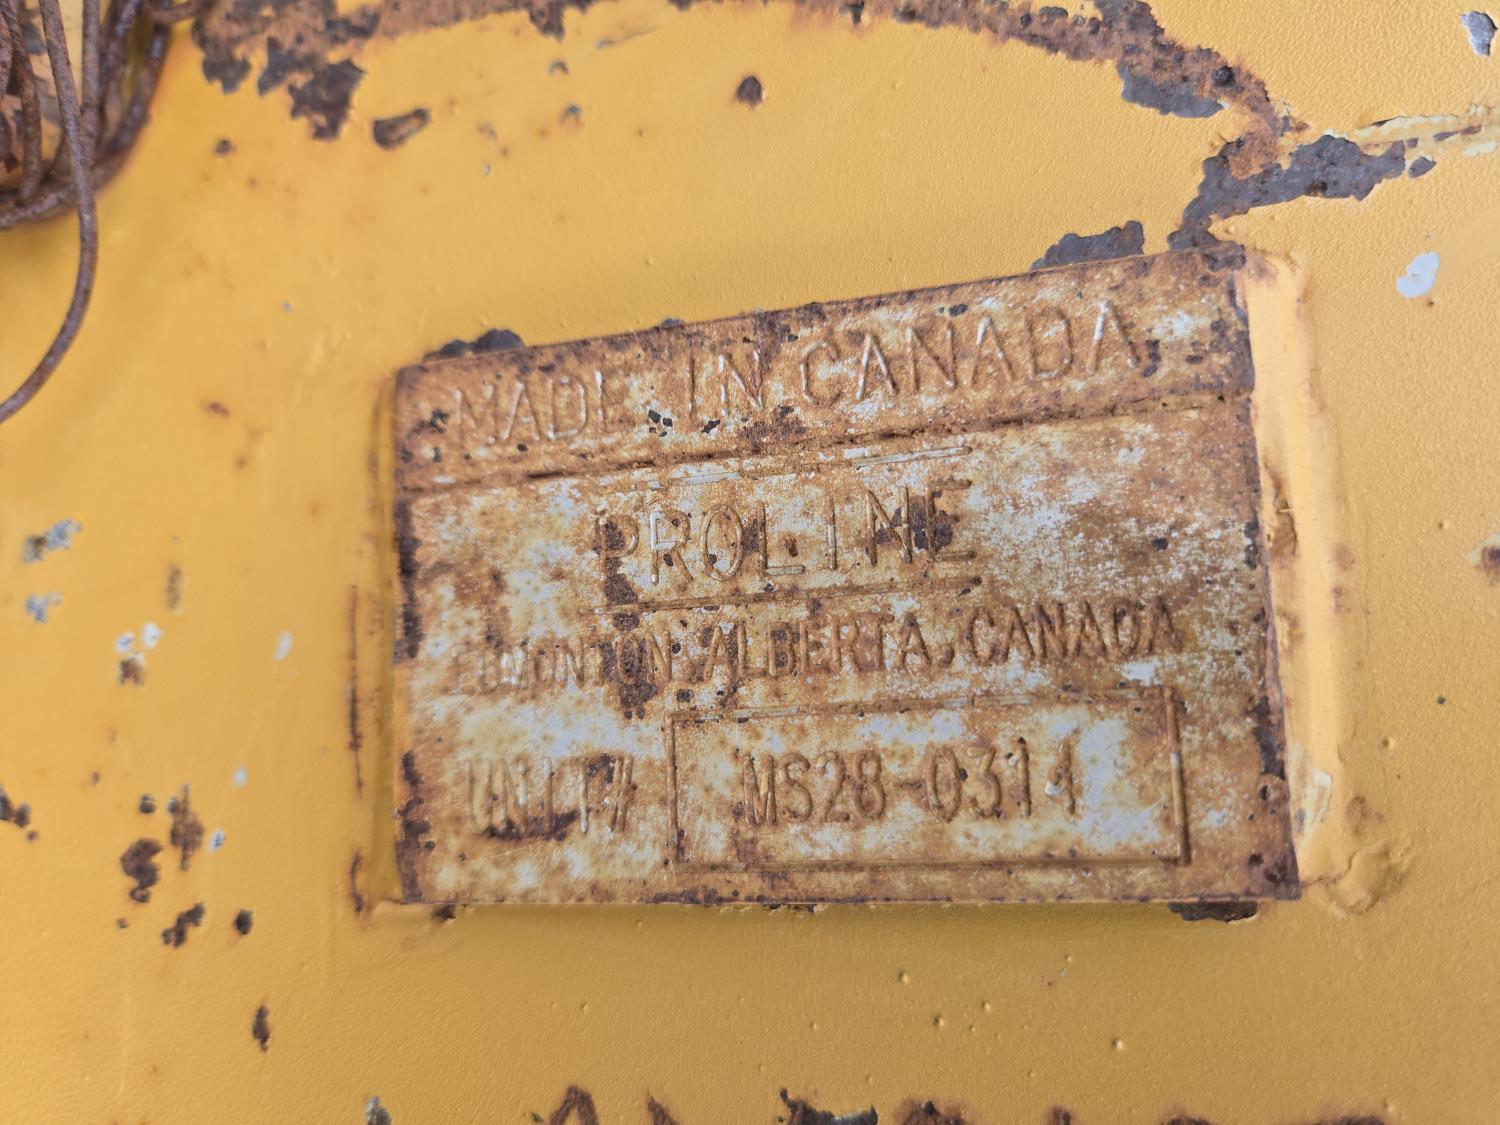 MADE IN CANADA
PROLINE
EDMONTON, ALBERTA, CANADA
UNIT# MS28-0314